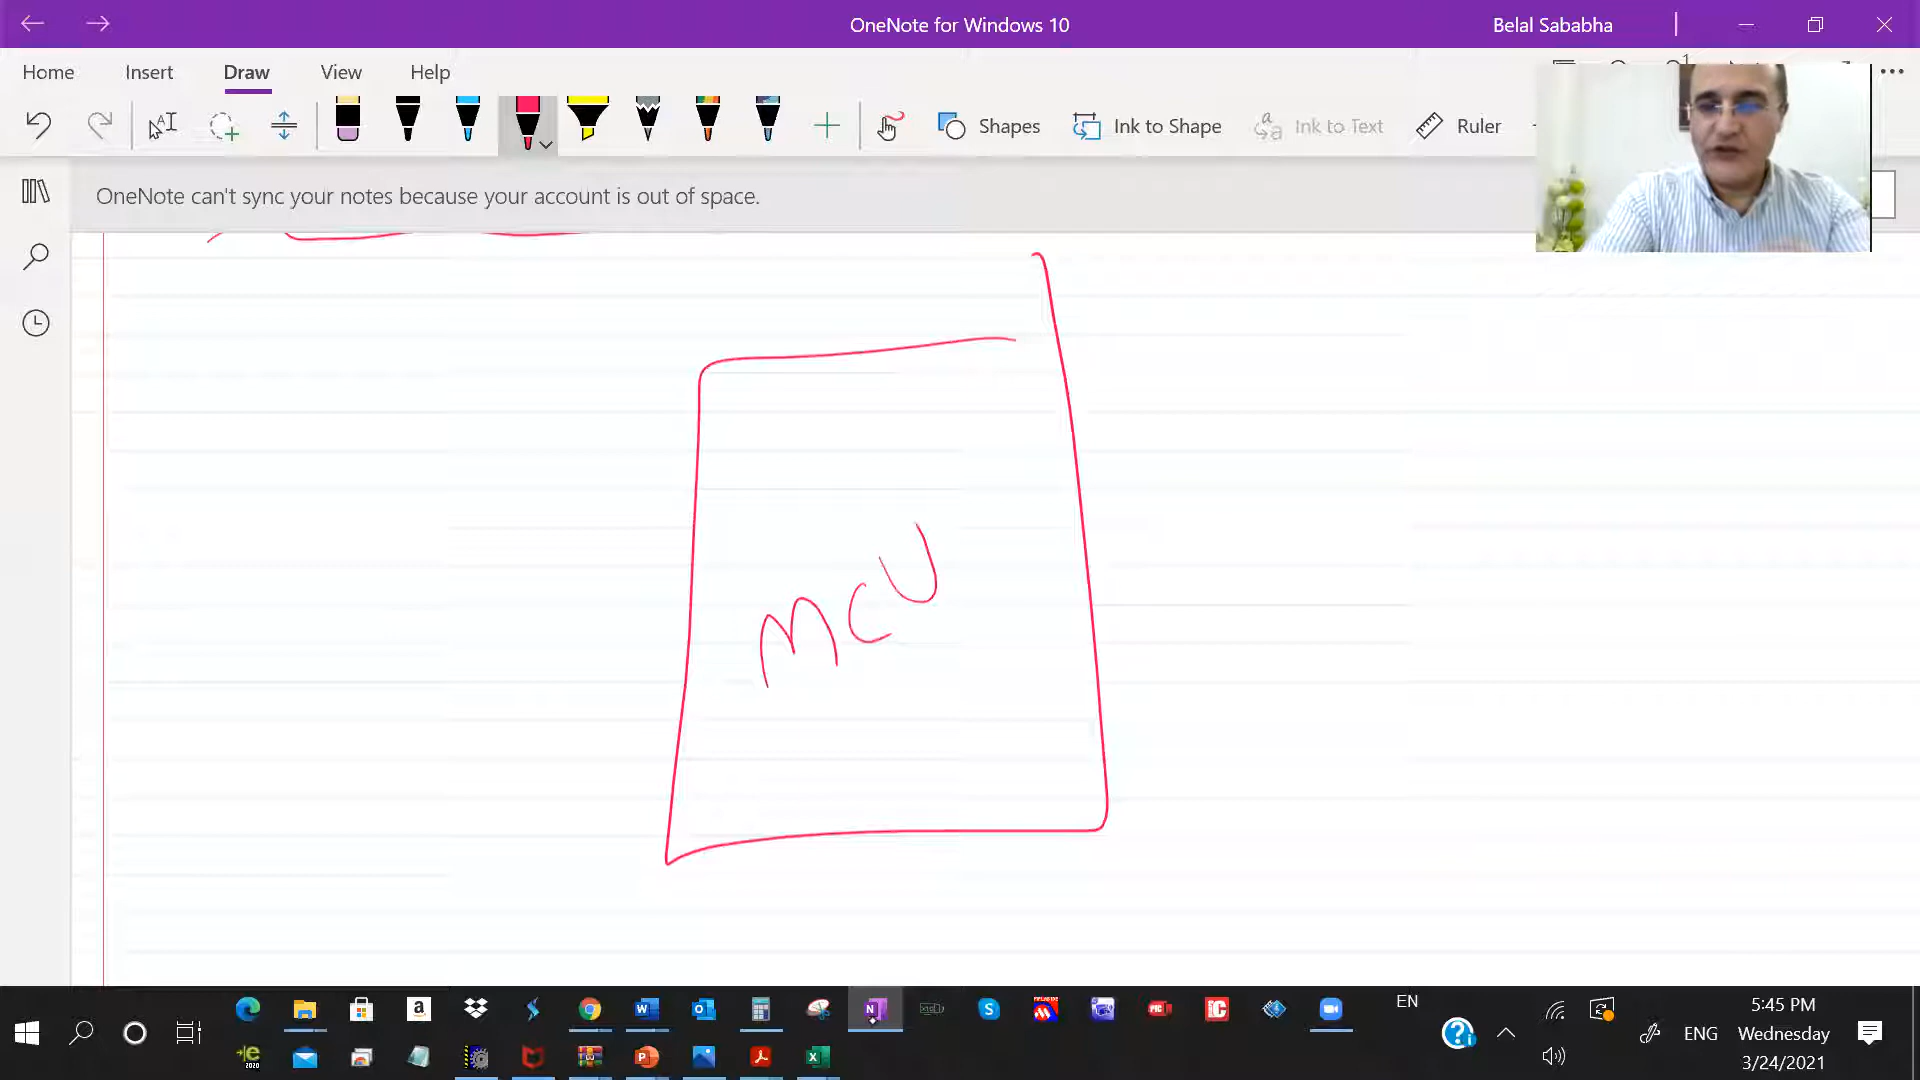 OneNote for Windows 10
Belal Sababha
Home Insert Draw View Help
Shapes Ink to Shape Ink to Text Ruler
OneNote can't sync your notes because your account is out of space.
MCU
EN
5:45 PM
ENG Wednesday
3/24/2021